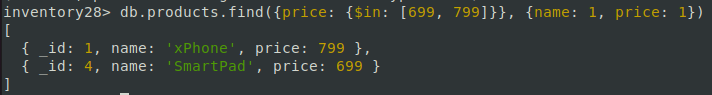 inventory28> db.products.find({price: {$in: [699, 799]}}, {name: 1, price: 1})
[
  { _id: 1, name: 'xPhone', price: 799 },
  { _id: 4, name: 'SmartPad', price: 699 }
]